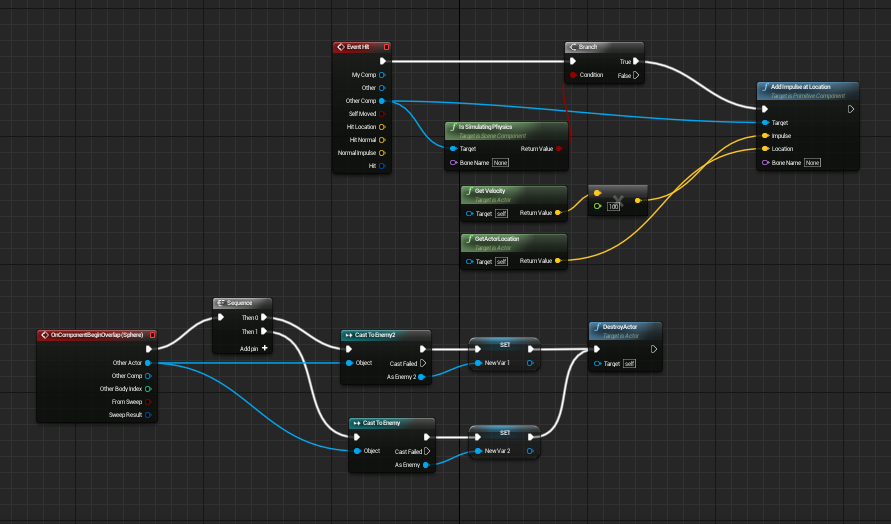 Event Hit
My Comp
Other
Other Comp
Self Moved
Hit Location
Hit Normal
Normal Impulse
Hit
Branch
True
Condition
False
Add Impulse at Location
Target is Primitive Component
Target
Impulse
Location
Bone Name None
Is Simulating Physics
Target is Scene Component
Target
Return Value
Bone Name None
Get Velocity
Target is Actor
Target self
Return Value
100
GetActorLocation
Target is Actor
Target self
Return Value
OnComponentBeginOverlap (Sphere)
Other Actor
Other Comp
Other Body Index
From Sweep
Sweep Result
Sequence
Then 0
Then 1
Add pin +
Cast To Enemy2
Object
Cast Failed
As Enemy 2
SET
New Var 1
DestroyActor
Target is Actor
Target self
Cast To Enemy
Object
Cast Failed
As Enemy
SET
New Var 2